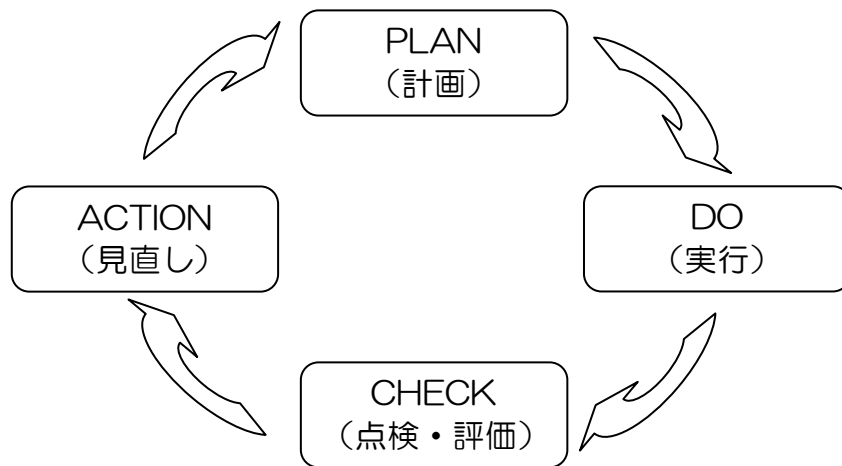 PLAN
（計画）
ACTION
（見直し）
DO
（実行）
CHECK
（点検・評価）